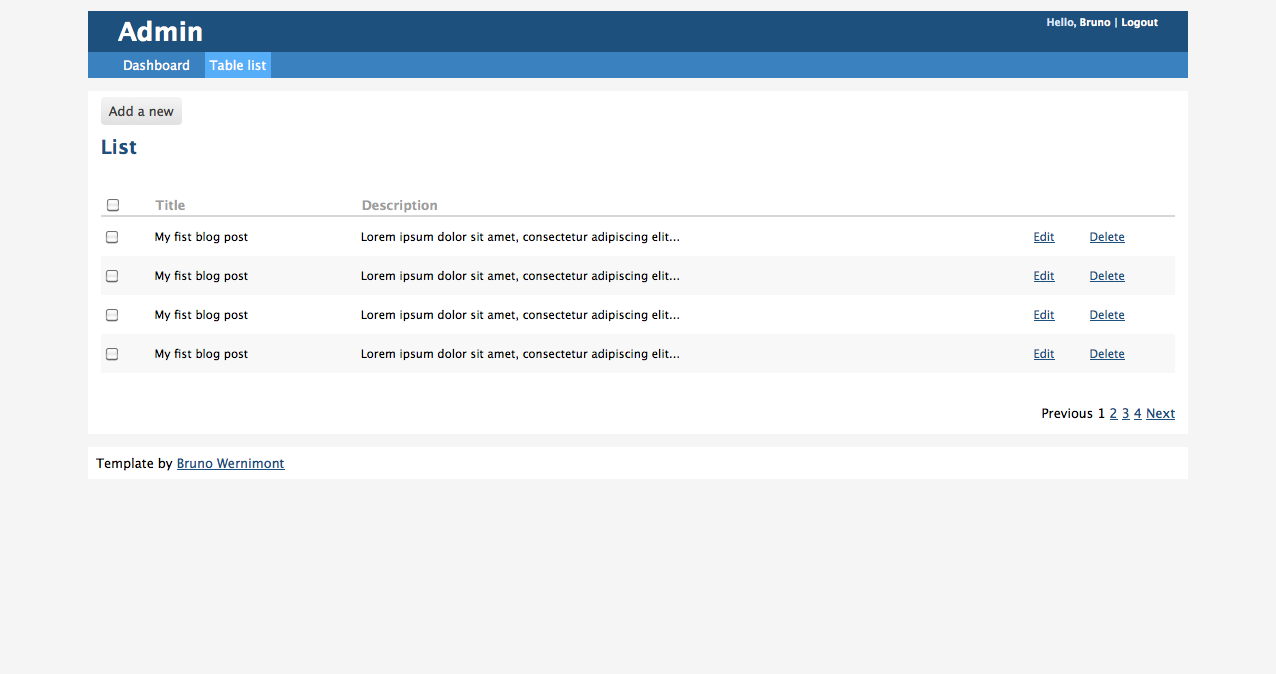 Admin
Hello, Bruno | Logout
Dashboard Table list
Add a new
List
Title Description
My fist blog post Lorem ipsum dolor sit amet, consectetur adipiscing elit... Edit Delete
My fist blog post Lorem ipsum dolor sit amet, consectetur adipiscing elit... Edit Delete
My fist blog post Lorem ipsum dolor sit amet, consectetur adipiscing elit... Edit Delete
My fist blog post Lorem ipsum dolor sit amet, consectetur adipiscing elit... Edit Delete
Previous 1 2 3 4 Next
Template by Bruno Wernimont